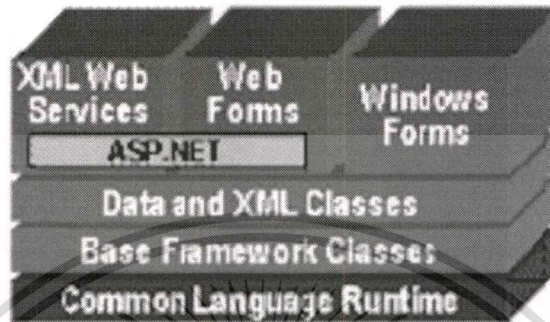 XML Web Services
Web Forms
Windows Forms
ASP.NET
Data and XML Classes
Base Framework Classes
Common Language Runtime